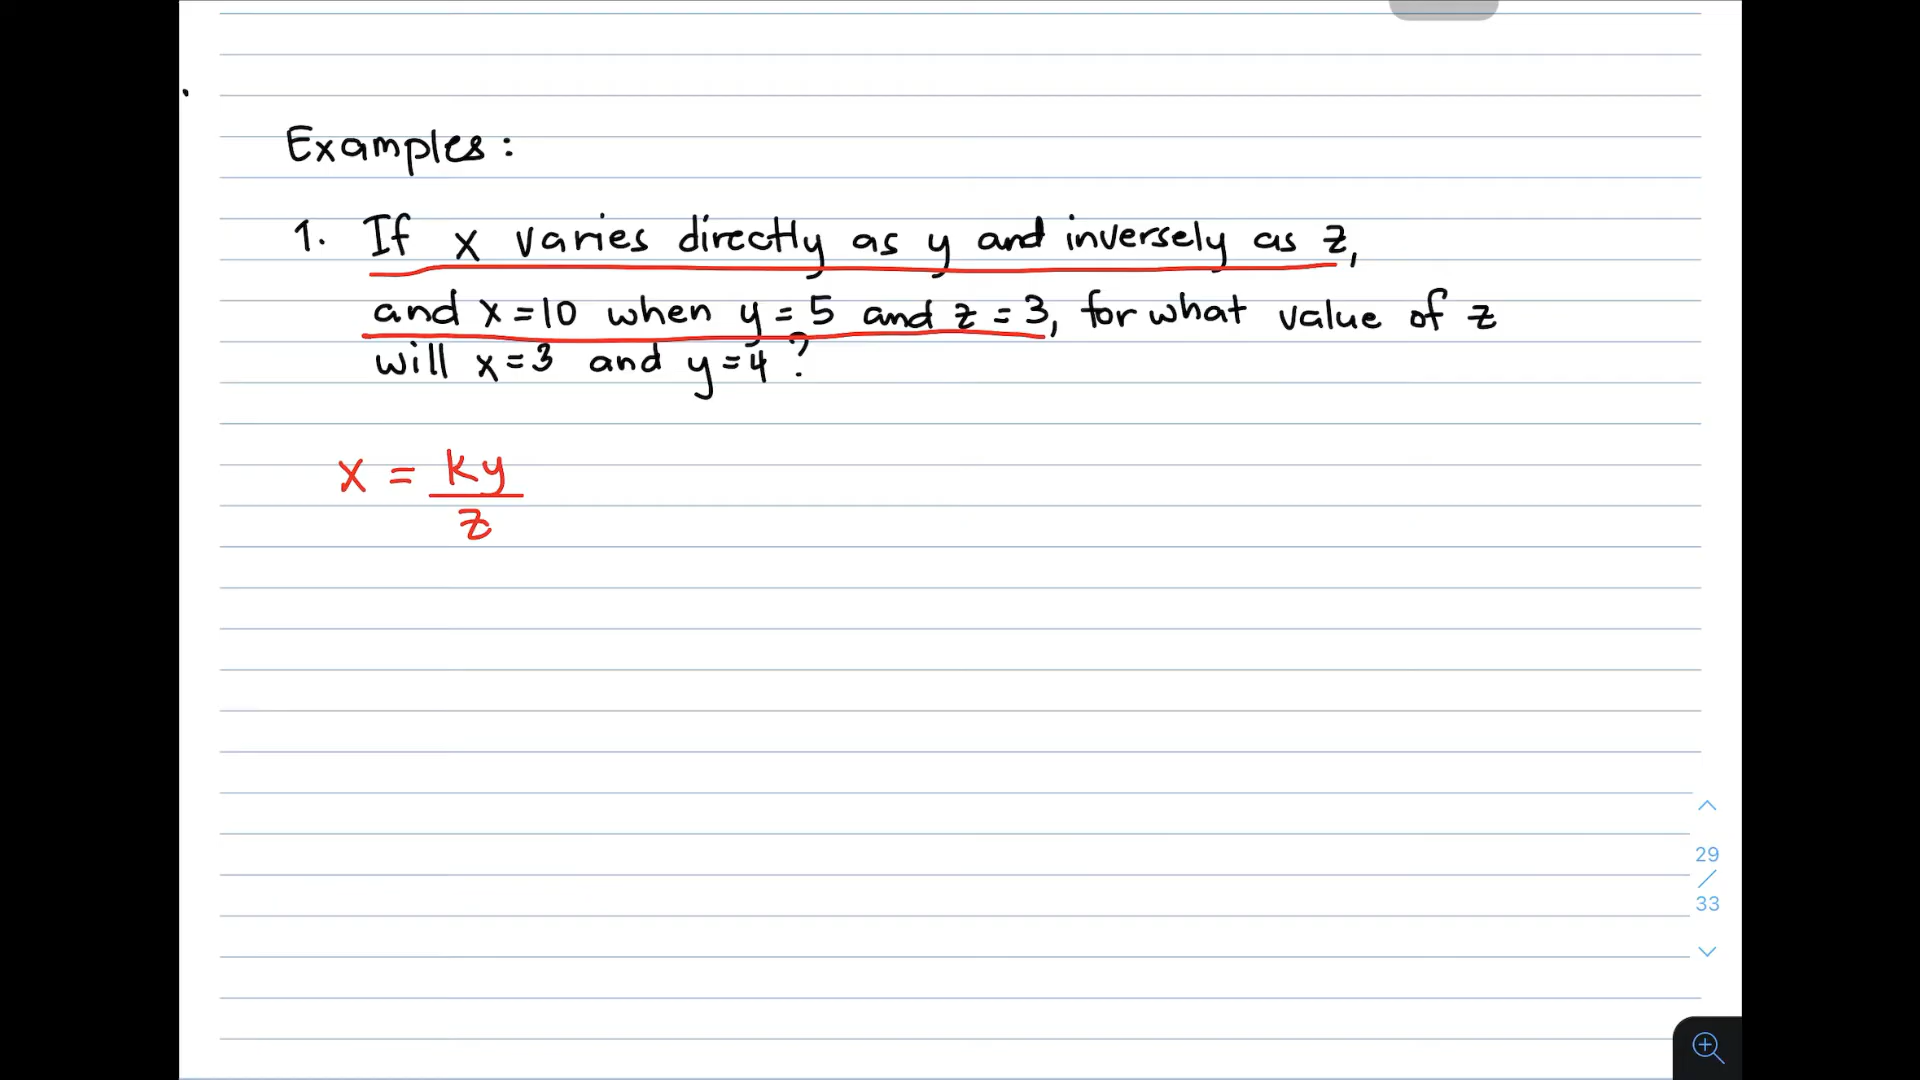 Examples:
1. If x varies directly as y and inversely as z,
and x = 10 when y = 5 and z = 3, for what value of z
will x = 3 and y = 4 ?
x = ky
z
29
/
33